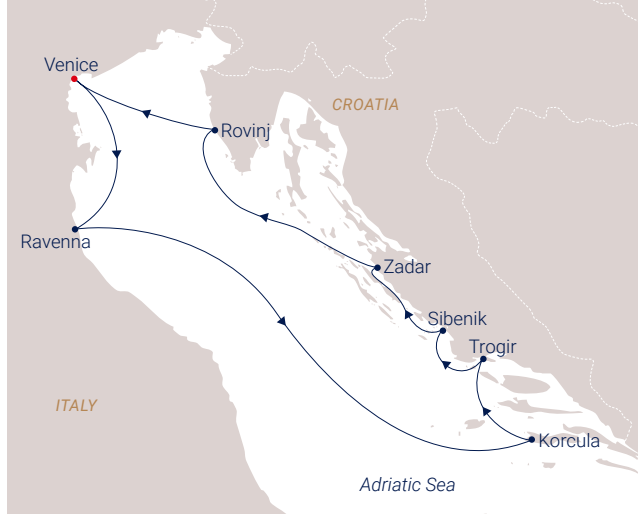 Venice
CROATIA
Rovinj
Ravenna
Zadar
Sibenik
Trogir
ITALY
Korcula
Adriatic Sea